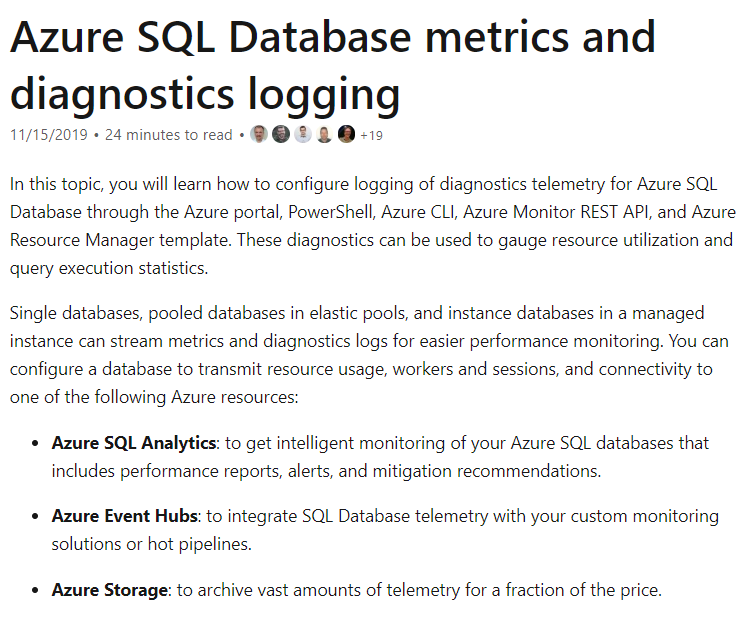 Azure SQL Database metrics and
diagnostics logging
11/15/2019 • 24 minutes to read • +19
In this topic, you will learn how to configure logging of diagnostics telemetry for Azure SQL
Database through the Azure portal, PowerShell, Azure CLI, Azure Monitor REST API, and Azure
Resource Manager template. These diagnostics can be used to gauge resource utilization and
query execution statistics.
Single databases, pooled databases in elastic pools, and instance databases in a managed
instance can stream metrics and diagnostics logs for easier performance monitoring. You can
configure a database to transmit resource usage, workers and sessions, and connectivity to
one of the following Azure resources:
• Azure SQL Analytics: to get intelligent monitoring of your Azure SQL databases that
includes performance reports, alerts, and mitigation recommendations.
• Azure Event Hubs: to integrate SQL Database telemetry with your custom monitoring
solutions or hot pipelines.
• Azure Storage: to archive vast amounts of telemetry for a fraction of the price.